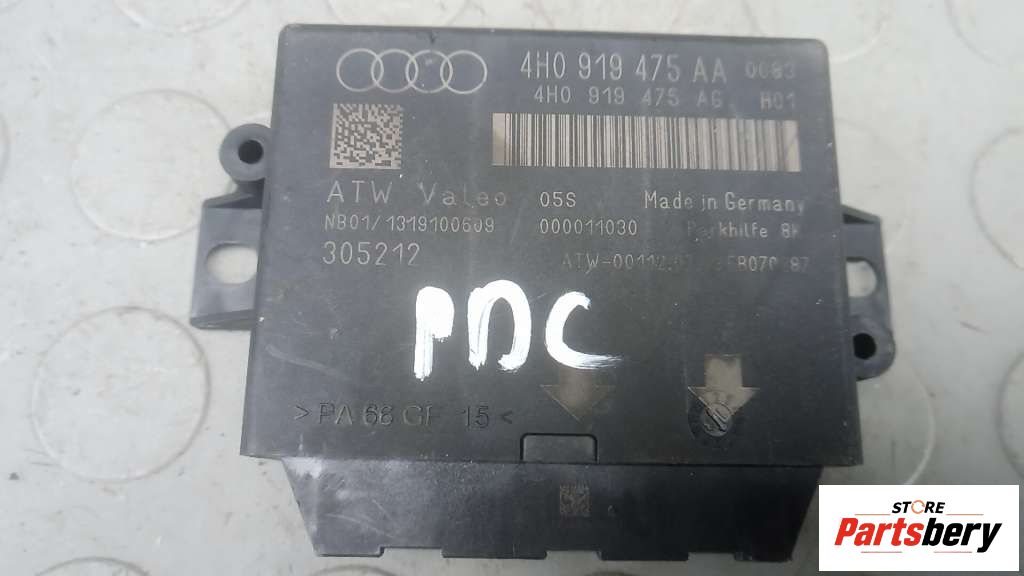 4H0 919 475 AA 0083
4H0 919 475 AG H01
ATW Valeo 05S Made in Germany
NB01/1319100609 000011030 Parkhilfe
305212
PDC
>PA 66 GF 15<
STORE
Partsbery